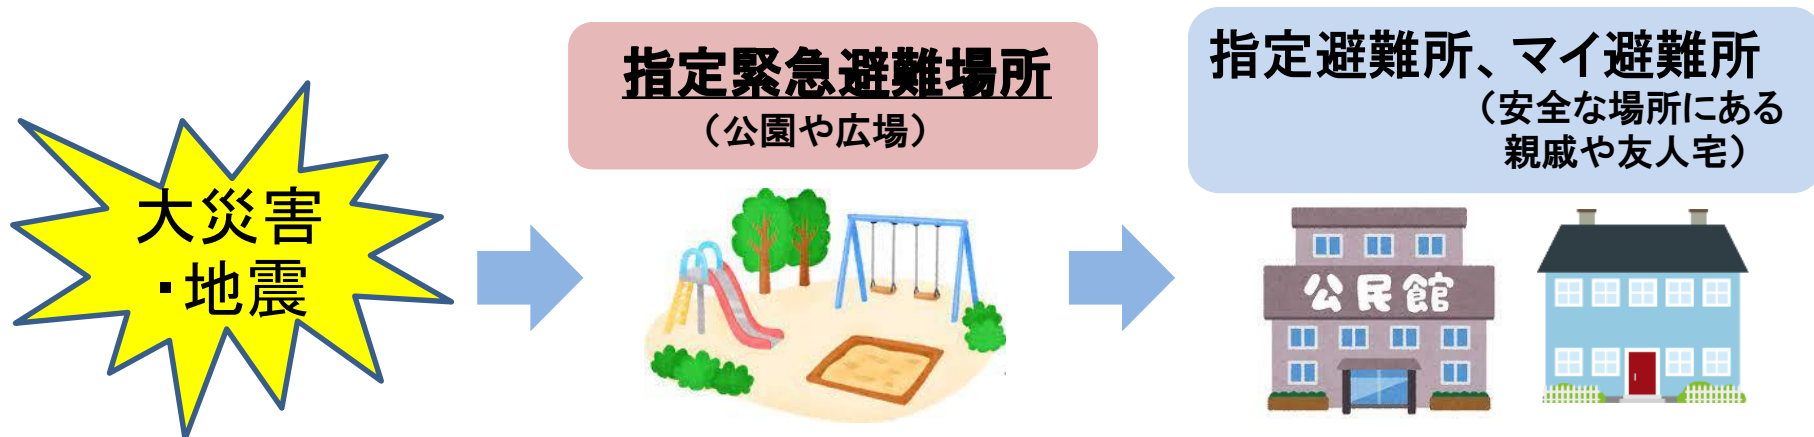 大災害
・地震
指定緊急避難場所
（公園や広場）
指定避難所、マイ避難所
（安全な場所にある
親戚や友人宅）
公民館